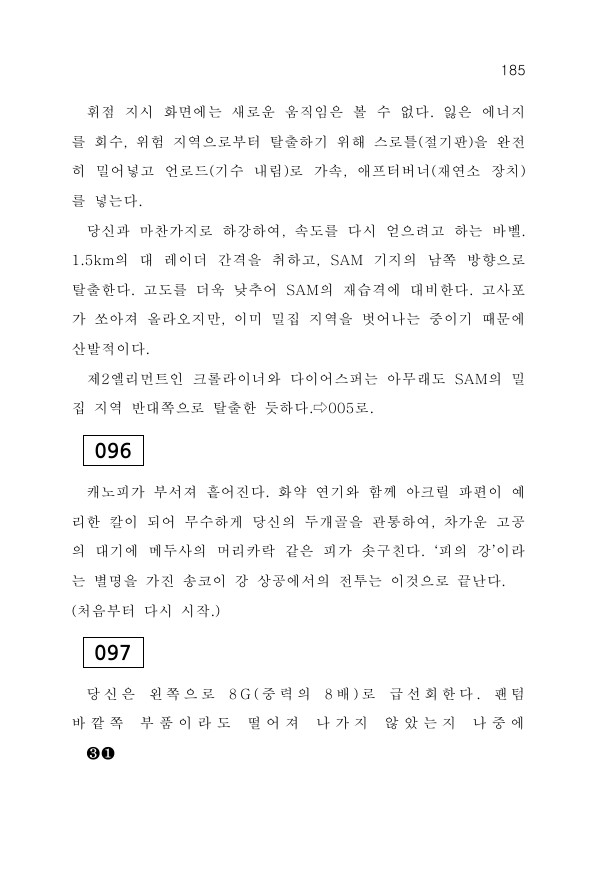 185
휘점 지시 화면에는 새로운 움직임은 볼 수 없다. 잃은 에너지
를 회수, 위험 지역으로부터 탈출하기 위해 스로틀(절기판)을 완전
히 밀어넣고 언로드(기수 내림)로 가속, 애프터버너(재연소 장치)
를 넣는다.
당신과 마찬가지로 하강하여, 속도를 다시 얻으려고 하는 바벨.
1.5km의 대 레이더 간격을 취하고, SAM 기지의 남쪽 방향으로
탈출한다. 고도를 더욱 낮추어 SAM의 재습격에 대비한다. 고사포
가 쏘아져 올라오지만, 이미 밀집 지역을 벗어나는 중이기 때문에
산발적이다.
제2엘리먼트인 크롤라이너와 다이어스퍼는 아무래도 SAM의 밀
집 지역 반대쪽으로 탈출한 듯하다.⇨005로.
096
캐노피가 부서져 흩어진다. 화약 연기와 함께 아크릴 파편이 예
리한 칼이 되어 무수하게 당신의 두개골을 관통하여, 차가운 고공
의 대기에 메두사의 머리카락 같은 피가 솟구친다. ‘피의 강’이라
는 별명을 가진 송코이 강 상공에서의 전투는 이것으로 끝난다.
(처음부터 다시 시작.)
097
당신은 왼쪽으로 8G(중력의 8배)로 급선회한다. 팬텀
바깥쪽 부품이라도 떨어져 나가지 않았는지 나중에
❸❶